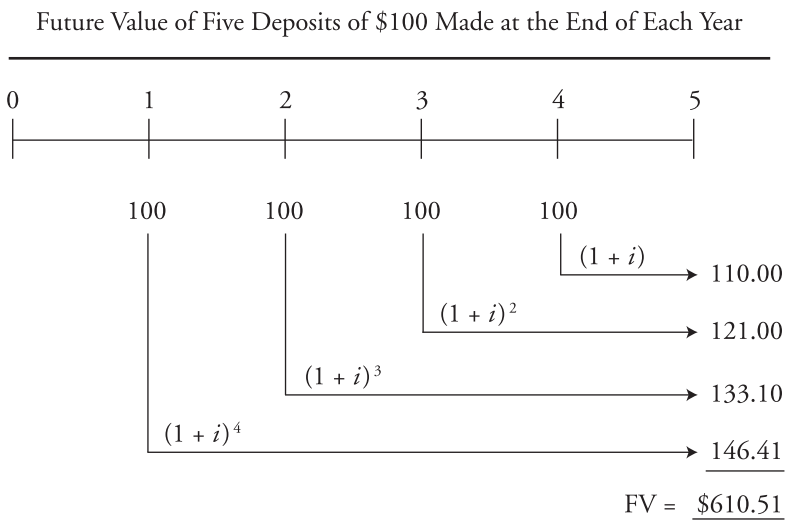 Future Value of Five Deposits of $100 Made at the End of Each Year
0 1 2 3 4 5
100 100 100 100
(1 + i) 110.00
(1 + i)² 121.00
(1 + i)³ 133.10
(1 + i)⁴ 146.41
FV = $610.51